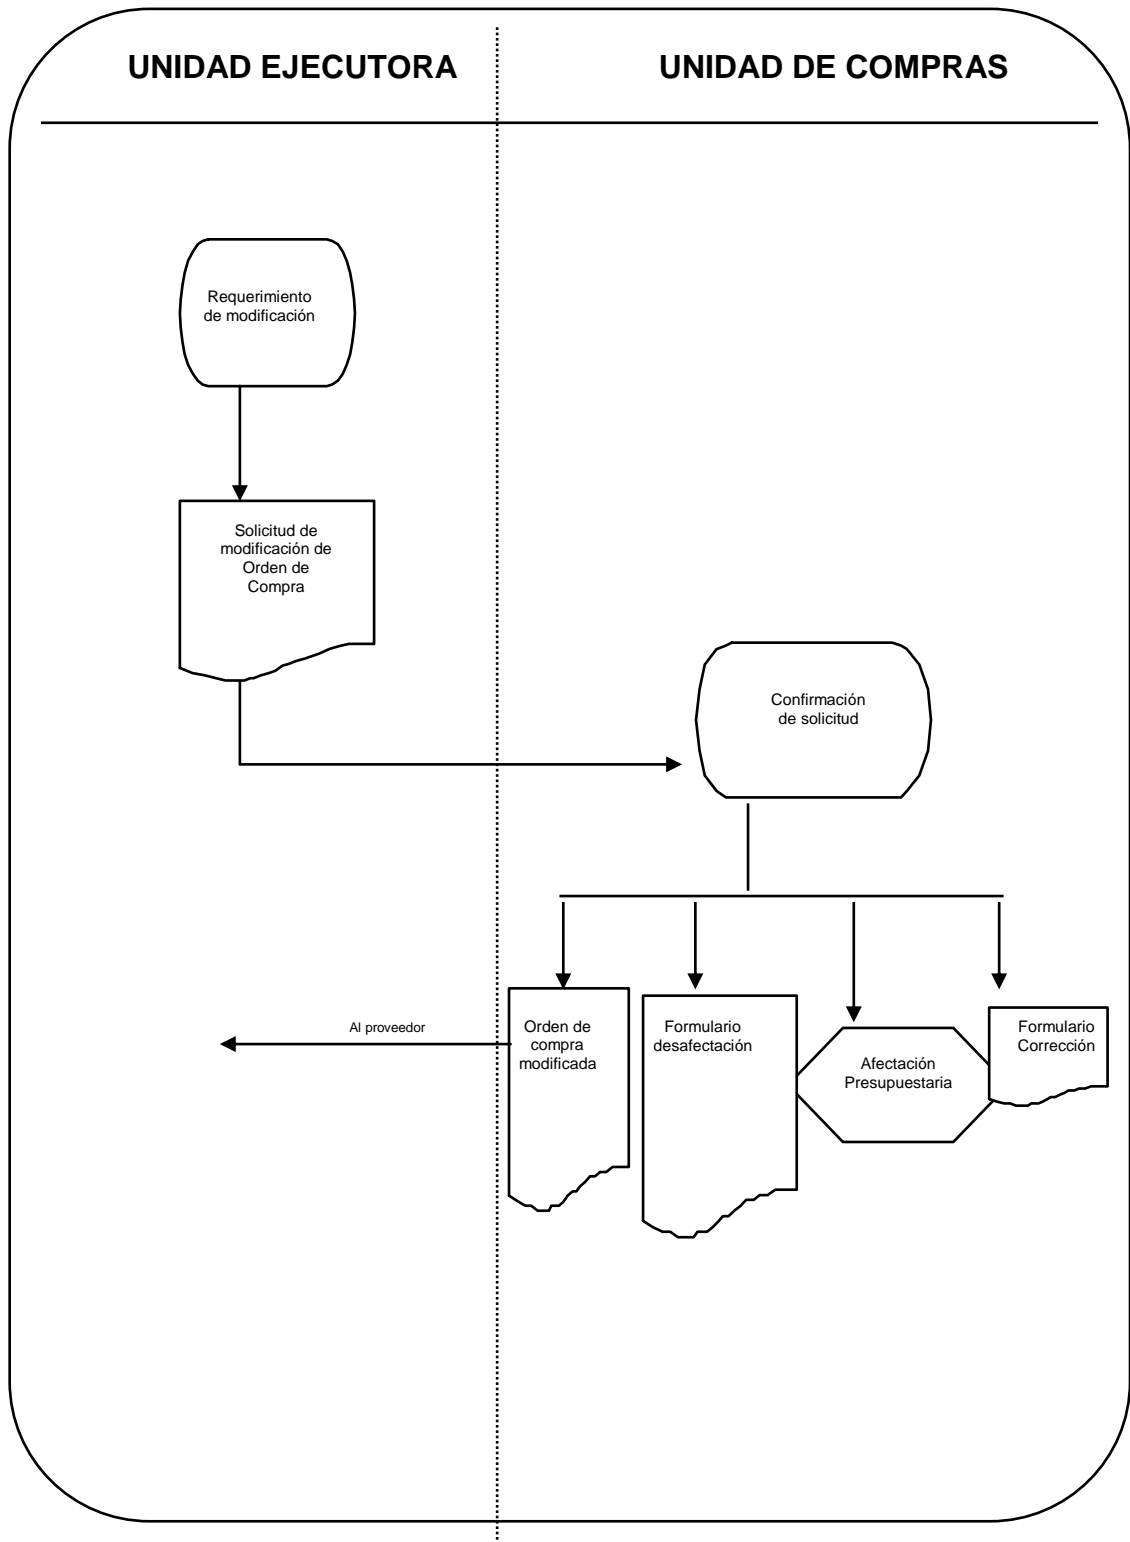 UNIDAD EJECUTORA
UNIDAD DE COMPRAS
Requerimiento
de modificación
Solicitud de
modificación de
Orden de
Compra
Confirmación
de solicitud
Al proveedor
Orden de
compra
modificada
Formulario
desafectación
Afectación
Presupuestaria
Formulario
Corrección